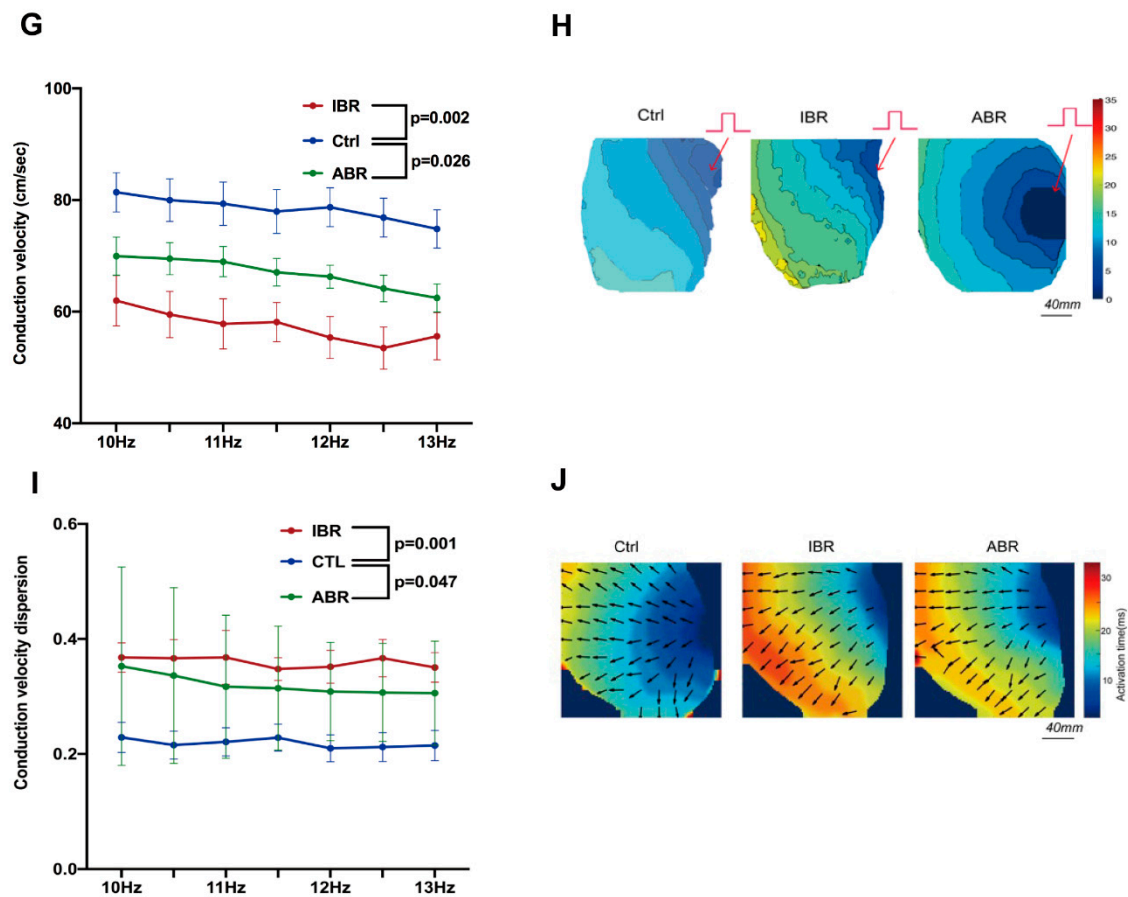 G
Conduction velocity (cm/sec)
100
80
60
40
10Hz 11Hz 12Hz 13Hz
IBR
Ctrl
ABR
p=0.002
p=0.026
H
Ctrl IBR ABR
35
30
25
20
15
10
5
0
40mm
I
Conduction velocity dispersion
0.6
0.4
0.2
0.0
10Hz 11Hz 12Hz 13Hz
IBR
CTL
ABR
p=0.001
p=0.047
J
Ctrl IBR ABR
30
20
10
Activation time(ms)
40mm